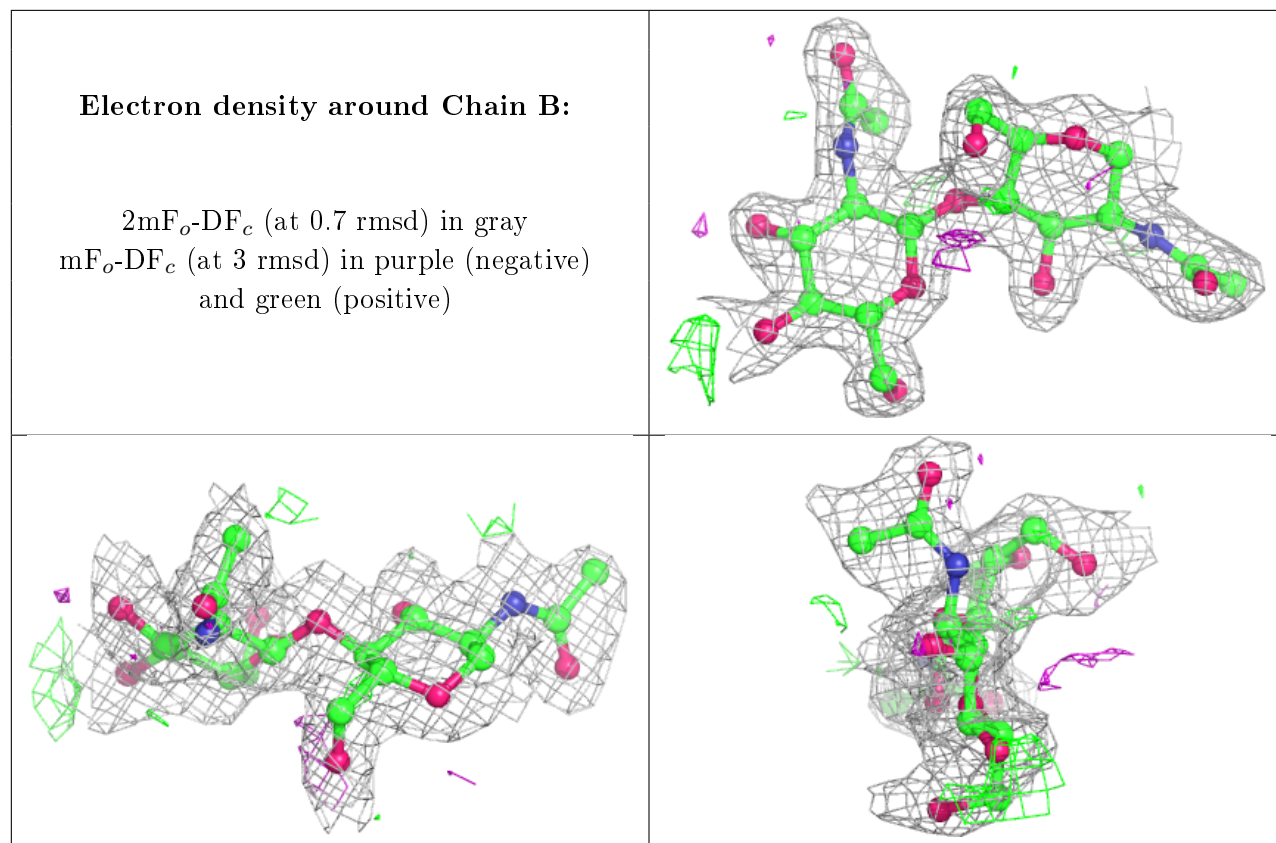 Electron density around Chain B:
2mFₒ-DF𝒸 (at 0.7 rmsd) in gray
mFₒ-DF𝒸 (at 3 rmsd) in purple (negative)
and green (positive)